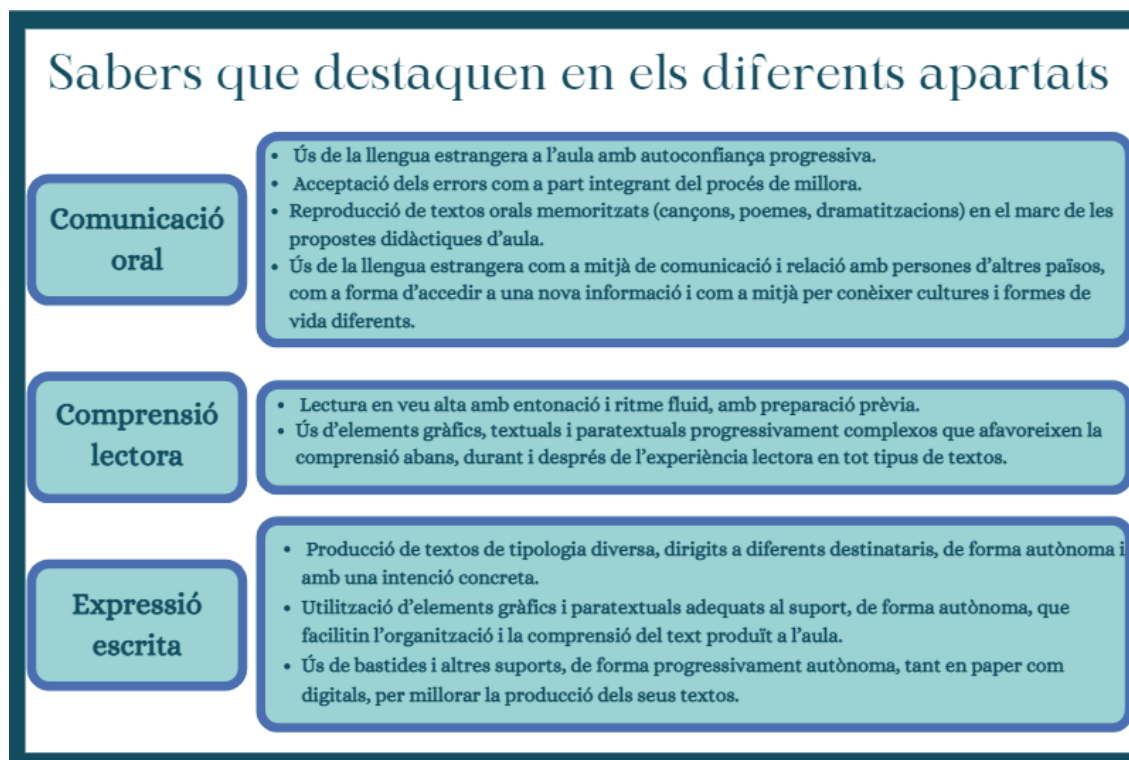 Sabers que destaquen en els diferents apartats
Comunicació
oral
• Ús de la llengua estrangera a l'aula amb autoconfiança progressiva.
• Acceptació dels errors com a part integrant del procés de millora.
• Reproducció de textos orals memoritzats (cançons, poemes, dramatitzacions) en el marc de les
propostes didàctiques d'aula.
• Ús de la llengua estrangera com a mitjà de comunicació i relació amb persones d'altres països,
com a forma d'accedir a una nova informació i com a mitjà per conèixer cultures i formes de
vida diferents.
Comprensió
lectora
• Lectura en veu alta amb entonació i ritme fluid, amb preparació prèvia.
• Ús d'elements gràfics, textuals i paratextuals progressivament complexos que afavoreixen la
comprensió abans, durant i després de l'experiència lectora en tot tipus de textos.
Expressió
escrita
• Producció de textos de tipologia diversa, dirigits a diferents destinataris, de forma autònoma i
amb una intenció concreta.
• Utilització d'elements gràfics i paratextuals adequats al suport, de forma autònoma, que
facilitin l'organització i la comprensió del text produït a l'aula.
• Ús de bastides i altres suports, de forma progressivament autònoma, tant en paper com
digitals, per millorar la producció dels seus textos.